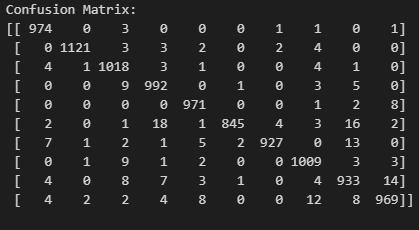 Confusion Matrix:
[[ 974 0 3 0 0 0 1 1 0 1]
[ 0 1121 3 3 2 0 2 4 0 0]
[ 4 1 1018 3 1 0 0 4 1 0]
[ 0 0 9 992 0 1 0 3 5 0]
[ 0 0 0 0 971 0 0 1 2 8]
[ 2 0 1 18 1 845 4 3 16 2]
[ 7 1 2 1 5 2 927 0 13 0]
[ 0 1 9 1 2 0 0 1009 3 3]
[ 4 0 8 7 3 1 0 4 933 14]
[ 4 2 2 4 8 0 0 12 8 969]]